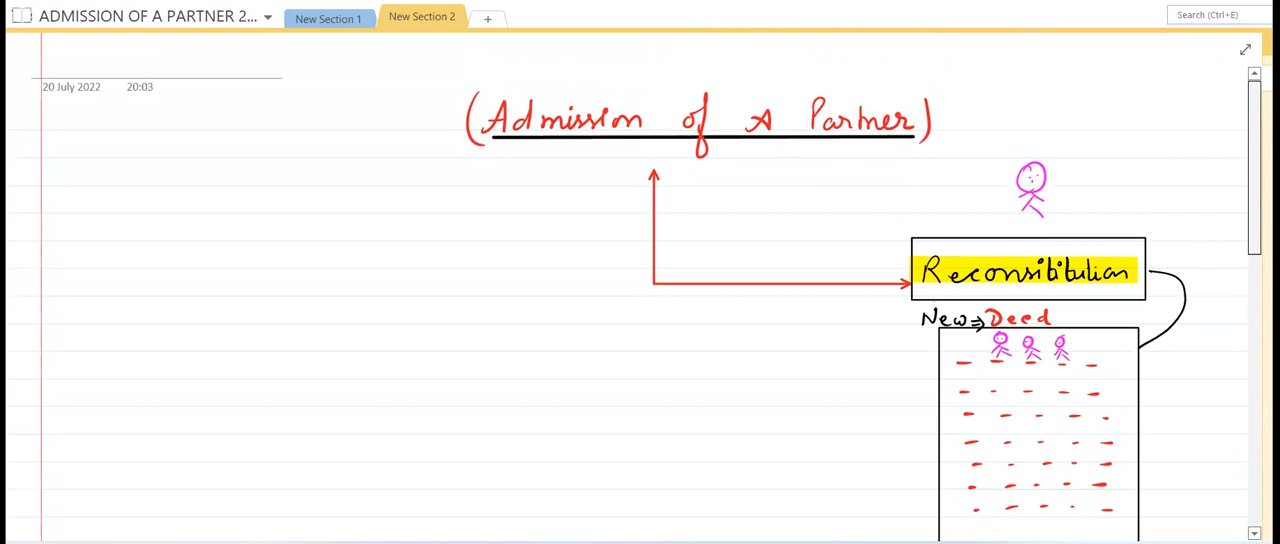 ADMISSION OF A PARTNER 2...
New Section 1
New Section 2
+
Search (Ctrl+E)
20 July 2022 20:03
(Admission of A Partner)
Reconsititutian
New ⇒ Deed